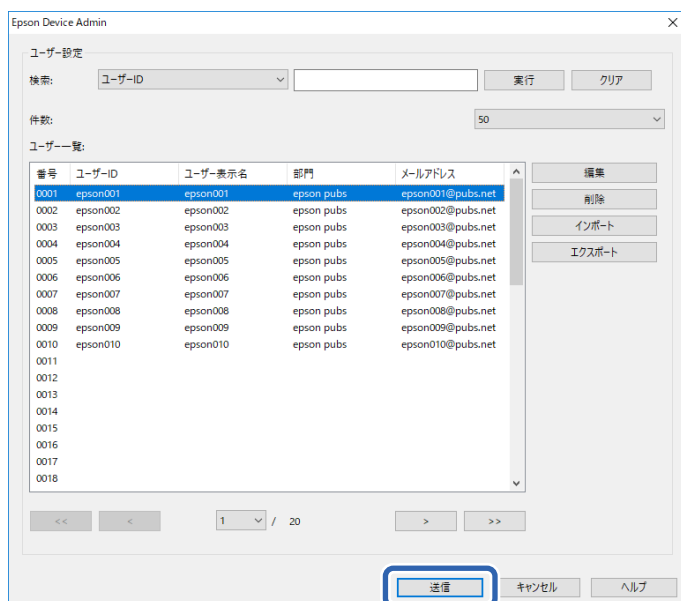 Epson Device Admin
ユーザー設定
検索: ユーザーID 実行 クリア
件数: 50
ユーザー一覧:
番号 ユーザーID ユーザー表示名 部門 メールアドレス 編集
0001 epson001 epson001 epson pubs epson001@pubs.net 削除
0002 epson002 epson002 epson pubs epson002@pubs.net
0003 epson003 epson003 epson pubs epson003@pubs.net インポート
0004 epson004 epson004 epson pubs epson004@pubs.net エクスポート
0005 epson005 epson005 epson pubs epson005@pubs.net
0006 epson006 epson006 epson pubs epson006@pubs.net
0007 epson007 epson007 epson pubs epson007@pubs.net
0008 epson008 epson008 epson pubs epson008@pubs.net
0009 epson009 epson009 epson pubs epson009@pubs.net
0010 epson010 epson010 epson pubs epson010@pubs.net
0011
0012
0013
0014
0015
0016
0017
0018
<< < 1 / 20 > >>
送信 キャンセル ヘルプ